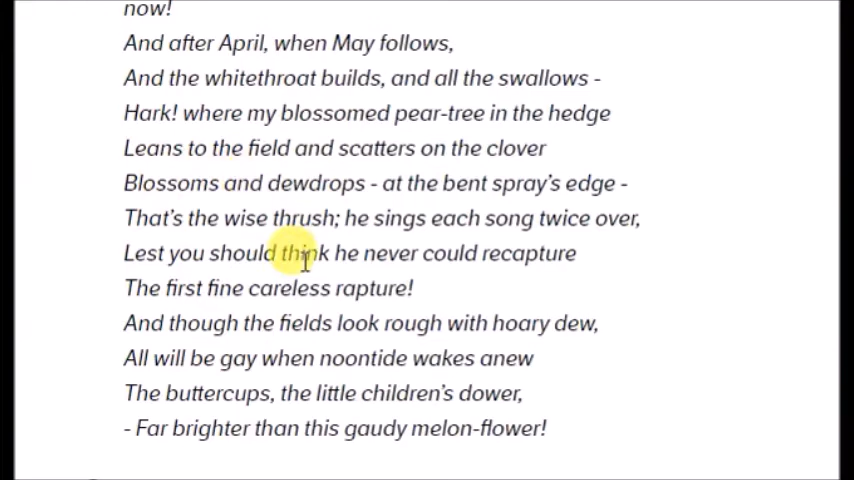 now!
And after April, when May follows,
And the whitethroat builds, and all the swallows -
Hark! where my blossomed pear-tree in the hedge
Leans to the field and scatters on the clover
Blossoms and dewdrops - at the bent spray's edge -
That's the wise thrush; he sings each song twice over,
Lest you should think he never could recapture
The first fine careless rapture!
And though the fields look rough with hoary dew,
All will be gay when noontide wakes anew
The buttercups, the little children's dower,
- Far brighter than this gaudy melon-flower!